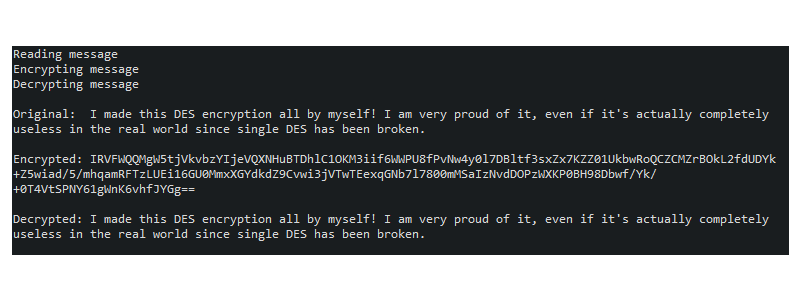 Reading message
Encrypting message
Decrypting message
Original:  I made this DES encryption all by myself! I am very proud of it, even if it's actually completely
useless in the real world since single DES has been broken.
Encrypted: IRVFWQQMgW5tjVkvbzYIjeVQXNHuBTDhlC1OKM3iif6WWPU8fPvNw4y0l7DBltf3sxZx7KZZ01UkbwRoQCZCMZrBOkL2fdUDYk
+Z5wiad/5/mhqamRFTzLUEi16GU0MmxXGYdkdZ9Cvwi3jVTwTEexqGNb7l7800mMSaIzNvdDOPzWXKP0BH98Dbwf/Yk/
+0T4VtSPNY61gWnK6vhfJYGg==
Decrypted: I made this DES encryption all by myself! I am very proud of it, even if it's actually completely
useless in the real world since single DES has been broken.